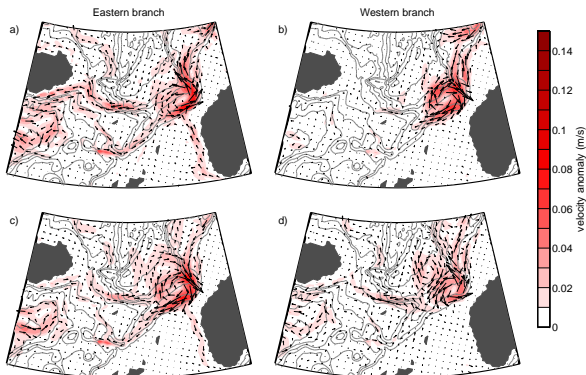 Eastern branch
Western branch
a)
b)
c)
d)
0.14
0.12
0.1
0.08
0.06
0.04
0.02
0
velocity anomaly (m/s)